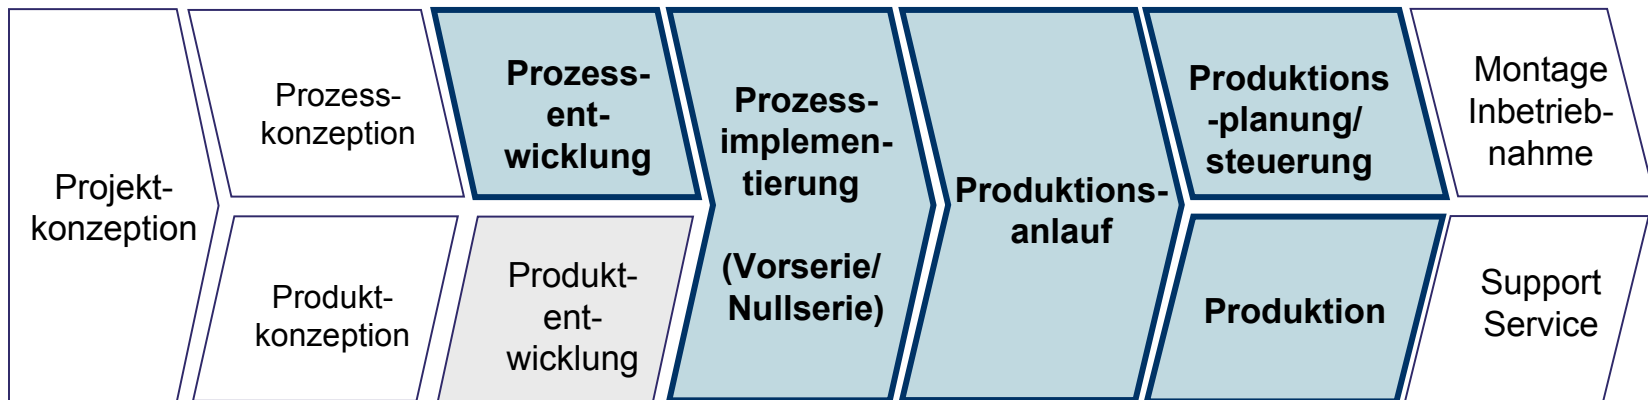 Projekt-
konzeption
Prozess-
konzeption
Produkt-
konzeption
Prozess-
ent-
wicklung
Produkt-
ent-
wicklung
Prozess-
implemen-
tierung
(Vorserie/
Nullserie)
Produktions-
anlauf
Produktions
-planung/
steuerung
Produktion
Montage
Inbetrieb-
nahme
Support
Service